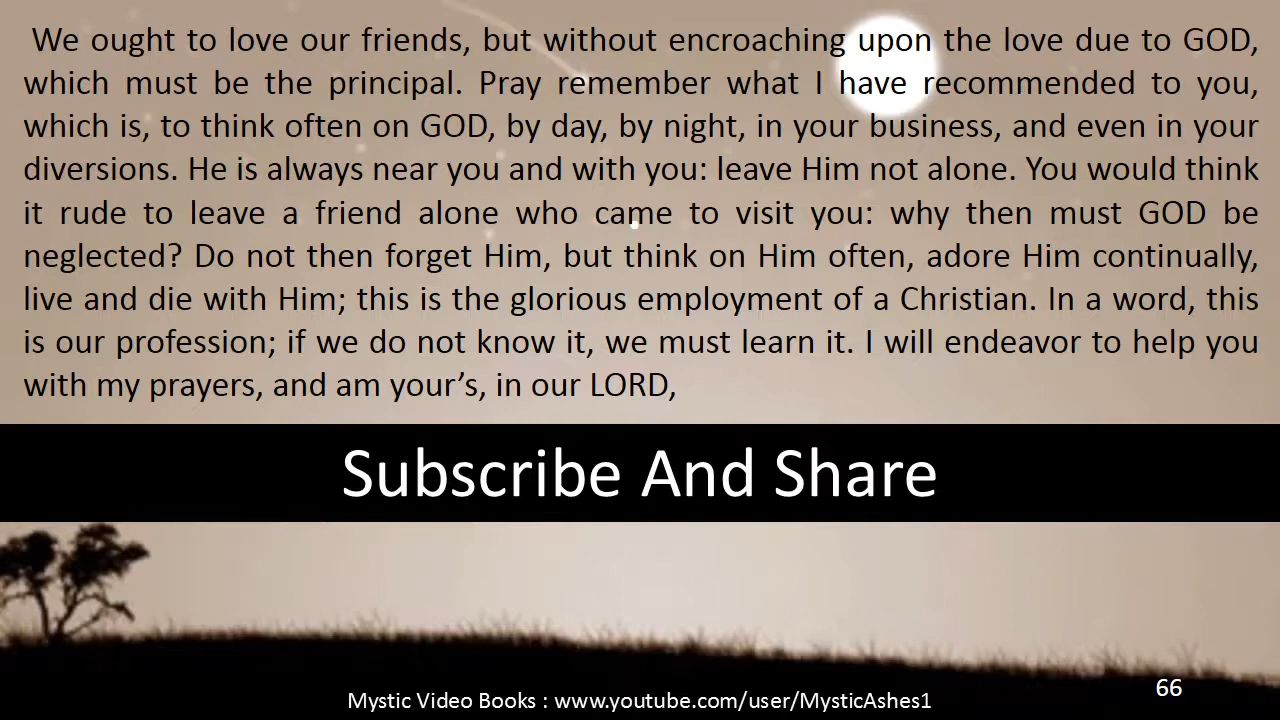 We ought to love our friends, but without encroaching upon the love due to GOD,
which must be the principal. Pray remember what I have recommended to you,
which is, to think often on GOD, by day, by night, in your business, and even in your
diversions. He is always near you and with you: leave Him not alone. You would think
it rude to leave a friend alone who came to visit you: why then must GOD be
neglected? Do not then forget Him, but think on Him often, adore Him continually,
live and die with Him; this is the glorious employment of a Christian. In a word, this
is our profession; if we do not know it, we must learn it. I will endeavor to help you
with my prayers, and am your’s, in our LORD,
Subscribe And Share
66
Mystic Video Books : www.youtube.com/user/MysticAshes1